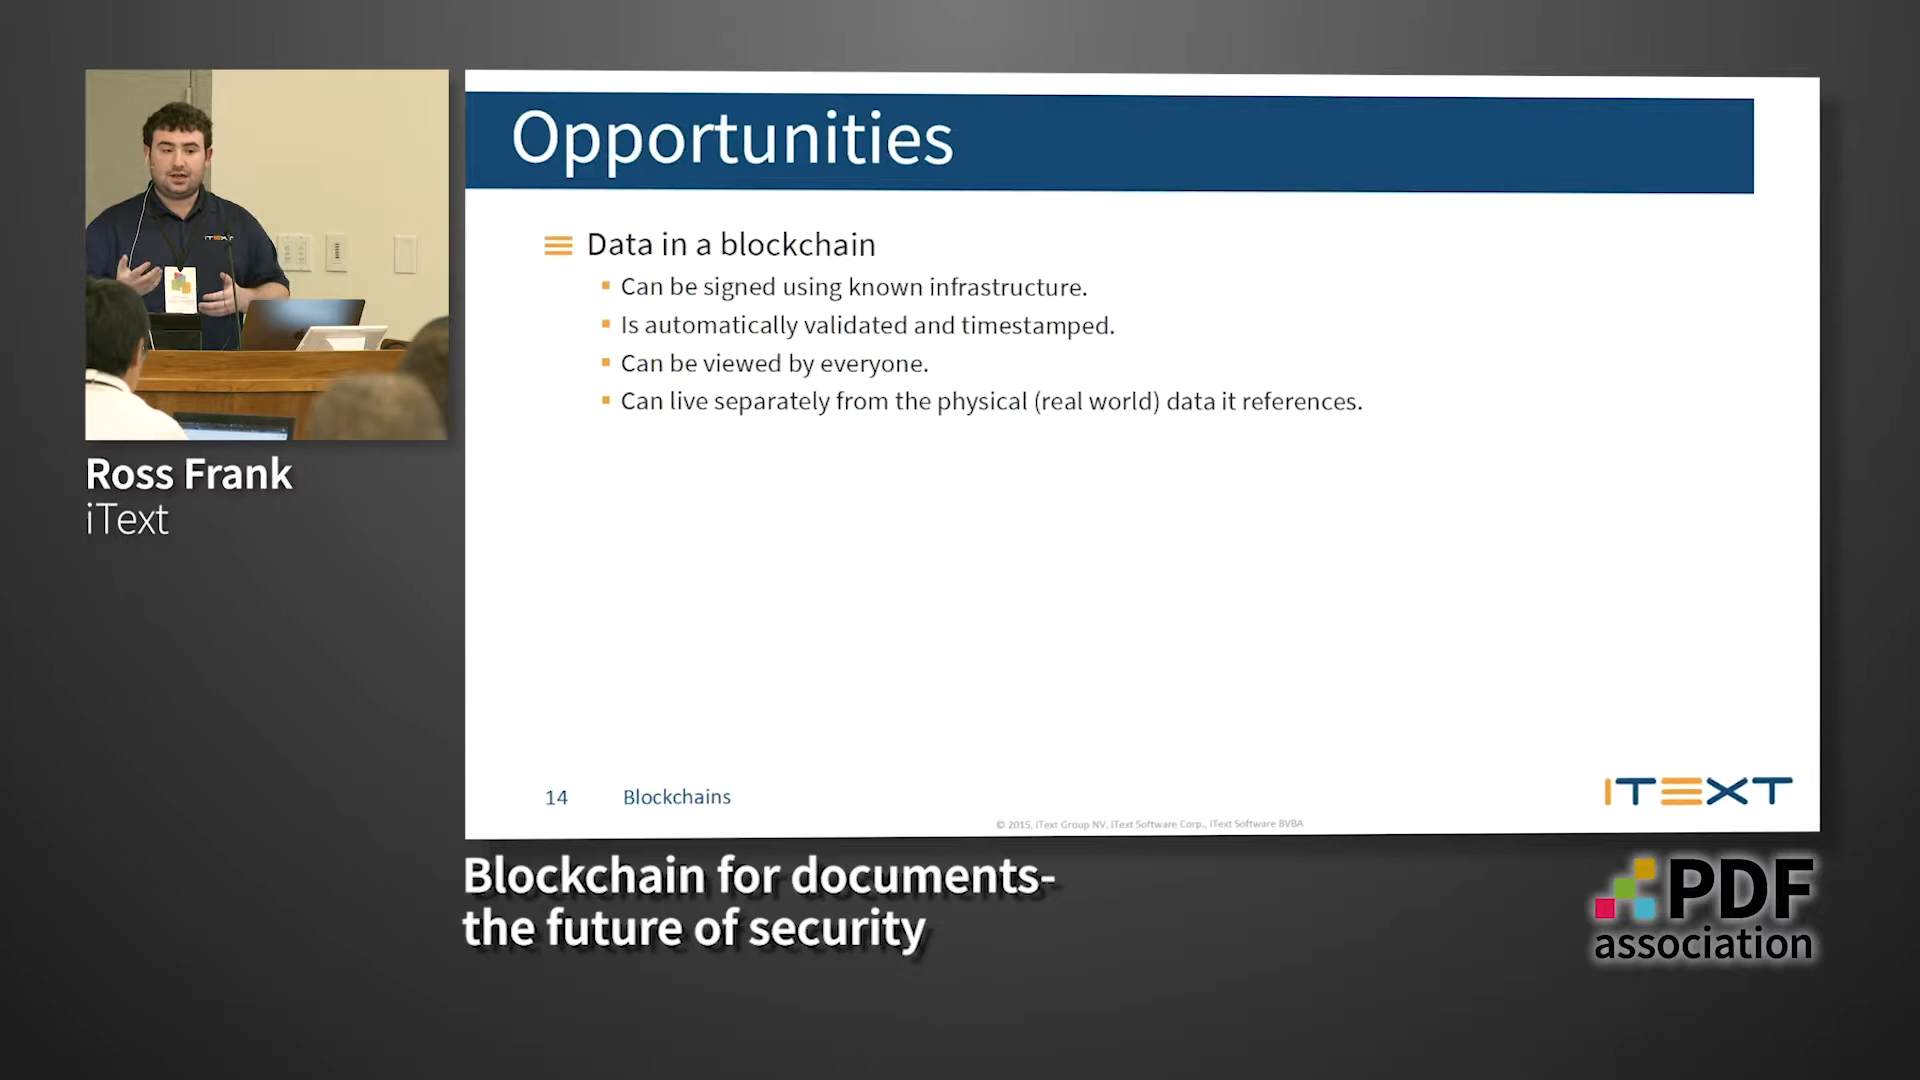 Opportunities
Data in a blockchain
Can be signed using known infrastructure.
Is automatically validated and timestamped.
Can be viewed by everyone.
Can live separately from the physical (real world) data it references.
14 Blockchains
iTEXT
© 2015, iText Group NV, iText Software Corp., iText Software BVBA
iTEXT
Ross Frank
iText
Blockchain for documents-
the future of security
PDF
association